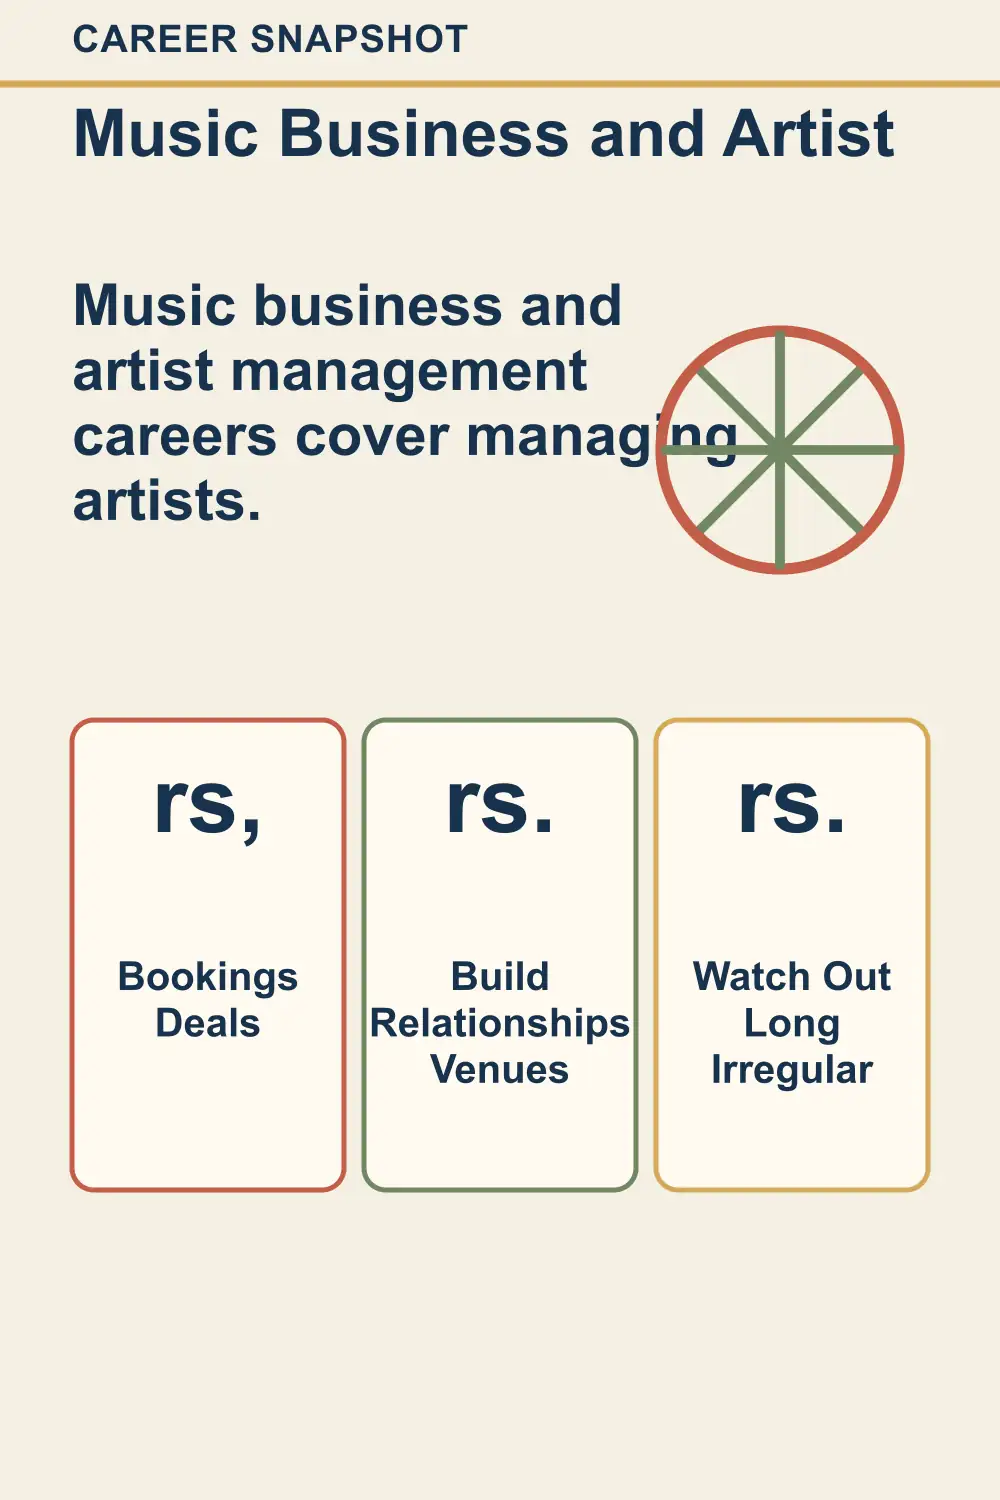 CAREER SNAPSHOT
Music Business and Artist
Music business and
artist management
careers cover managing
artists.
rs,
Bookings
Deals
rs.
Build
Relationships
Venues
rs.
Watch Out
Long
Irregular